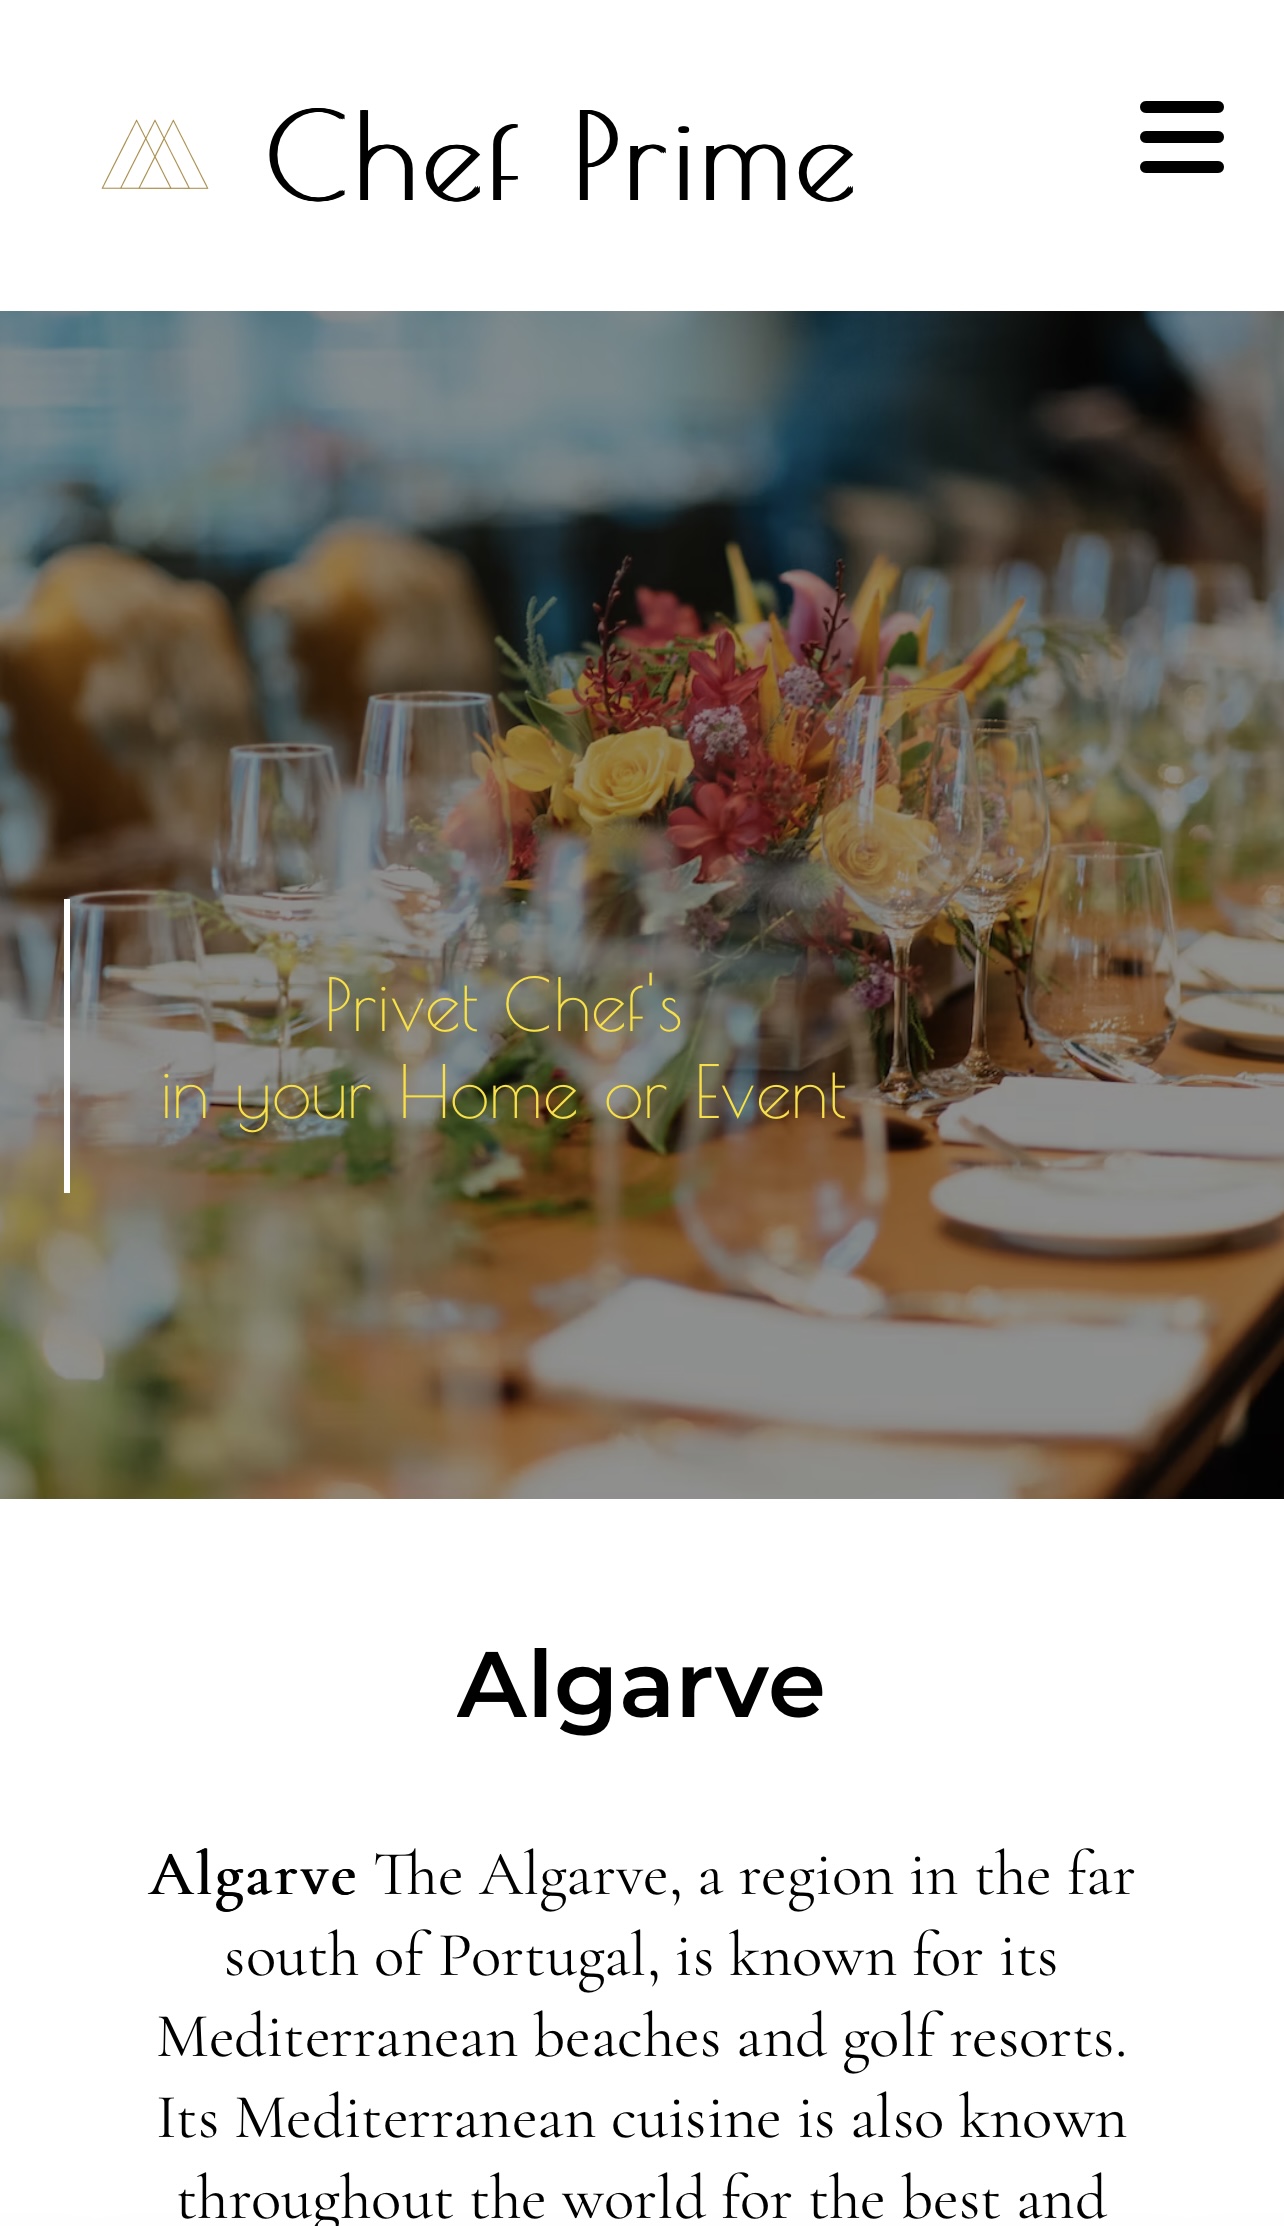 Chef Prime
Privet Chef's
in your Home or Event
Algarve
Algarve The Algarve, a region in the far
south of Portugal, is known for its
Mediterranean beaches and golf resorts.
Its Mediterranean cuisine is also known
throughout the world for the best and